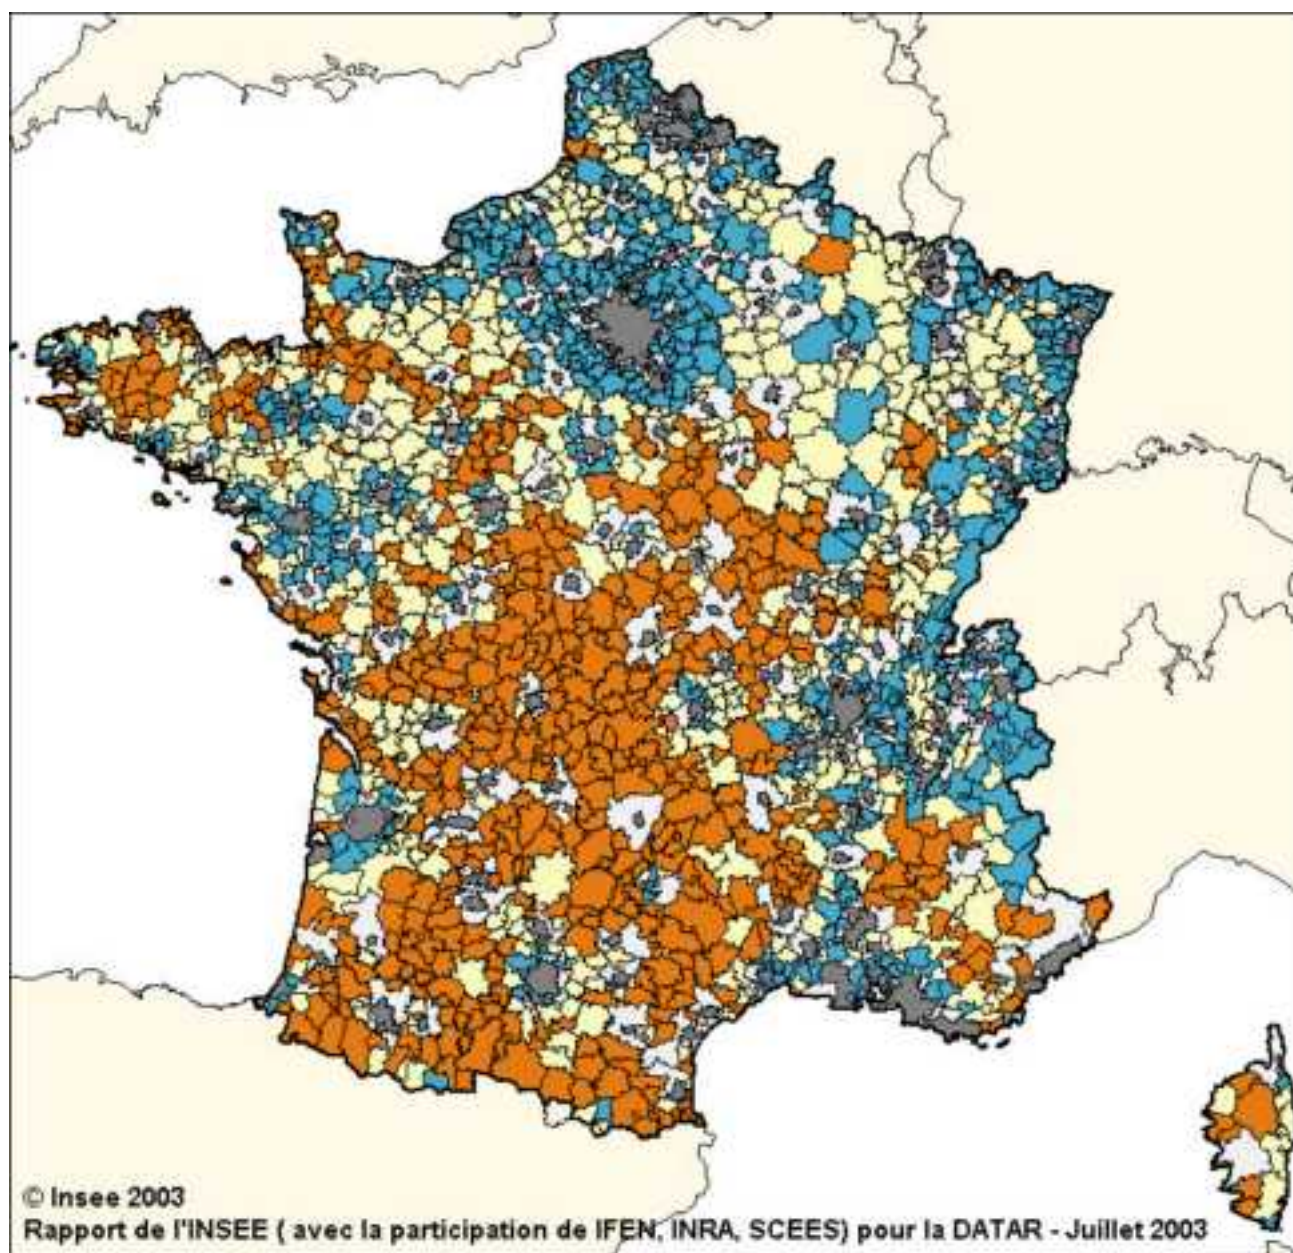 © Insee 2003
Rapport de l'INSEE ( avec la participation de IFEN, INRA, SCEES) pour la DATAR - Juillet 2003